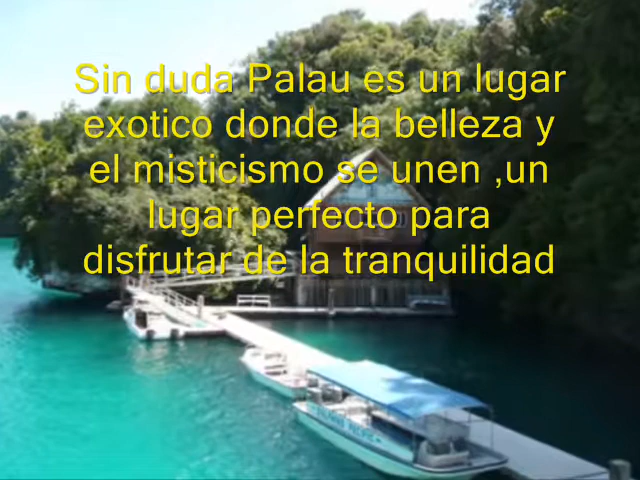 Sin duda Palau es un lugar
exotico donde la belleza y
el misticismo se unen ,un
lugar perfecto para
disfrutar de la tranquilidad